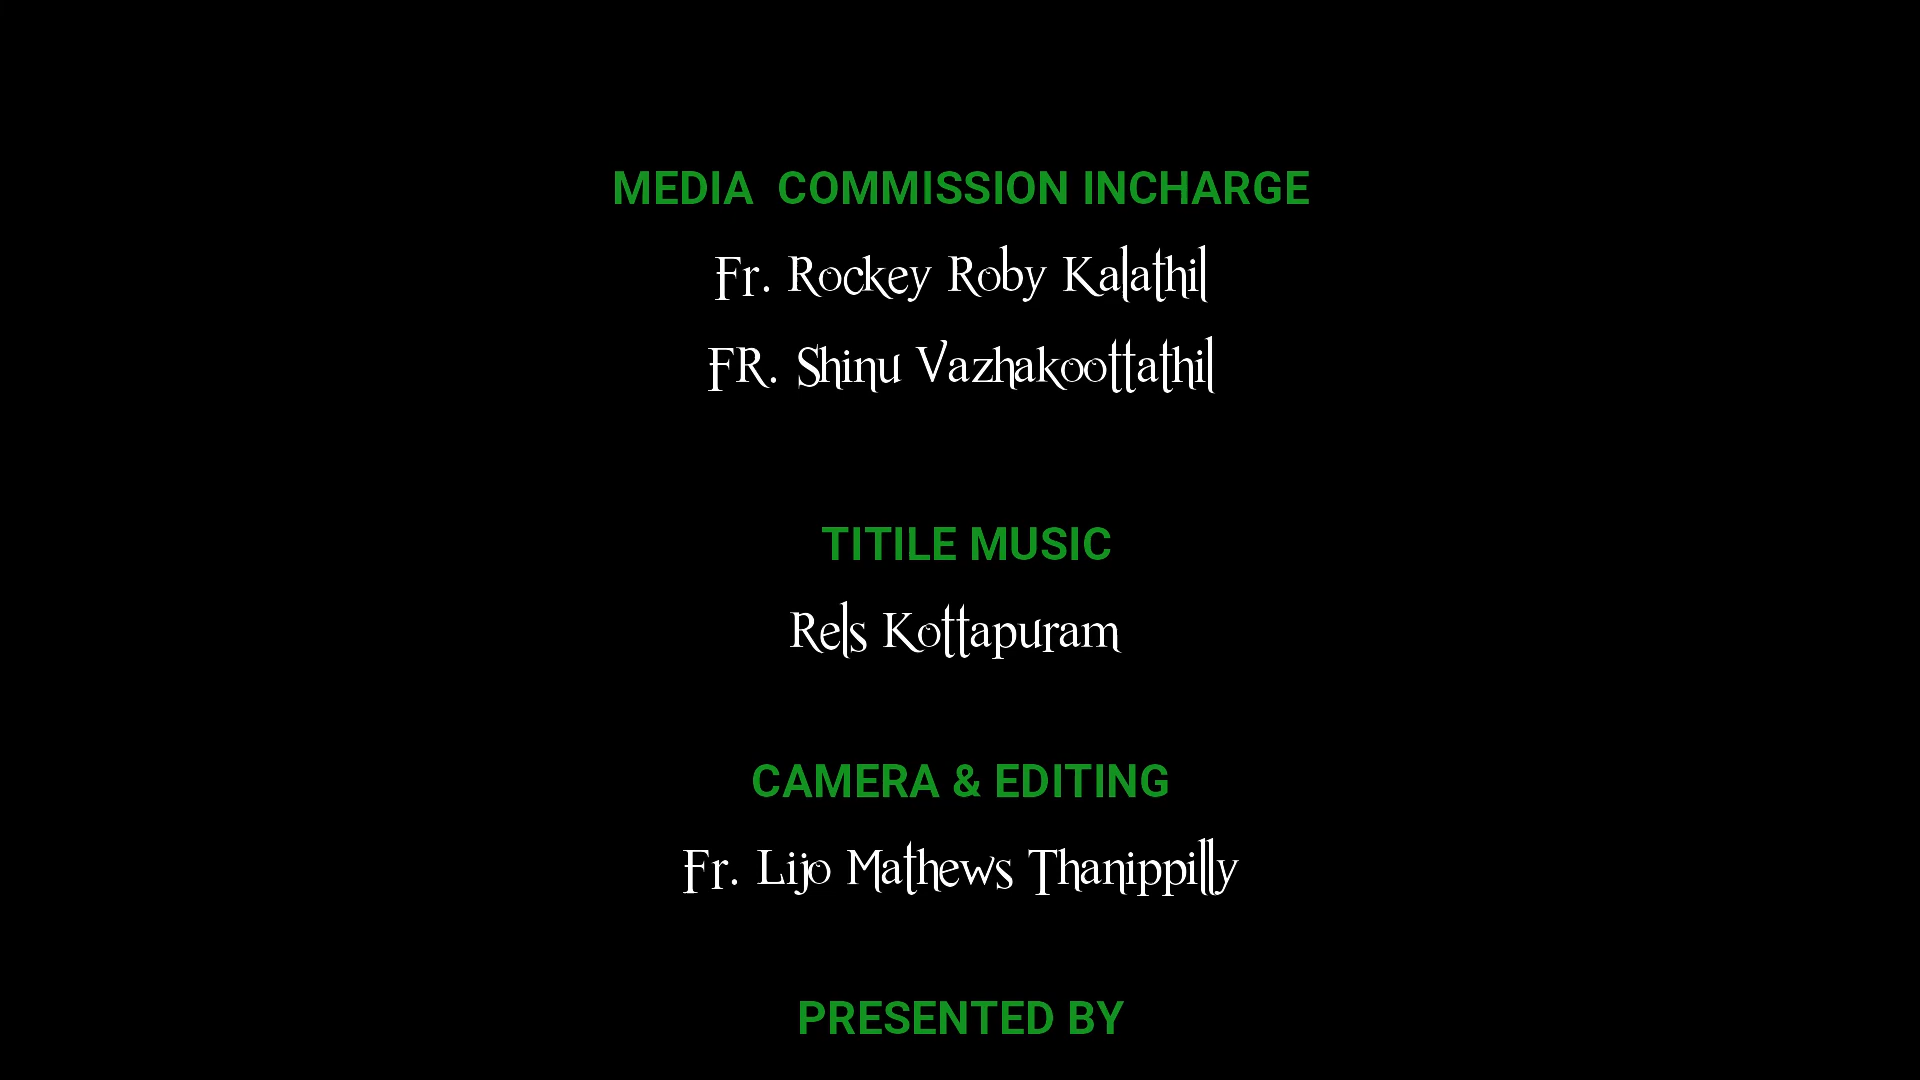 MEDIA  COMMISSION INCHARGE
Fr. Rockey Roby Kalathil
FR. Shinu Vazhakoottathil
TITILE MUSIC
Rels Kottapuram
CAMERA & EDITING
Fr. Lijo Mathews Thanippilly
PRESENTED BY